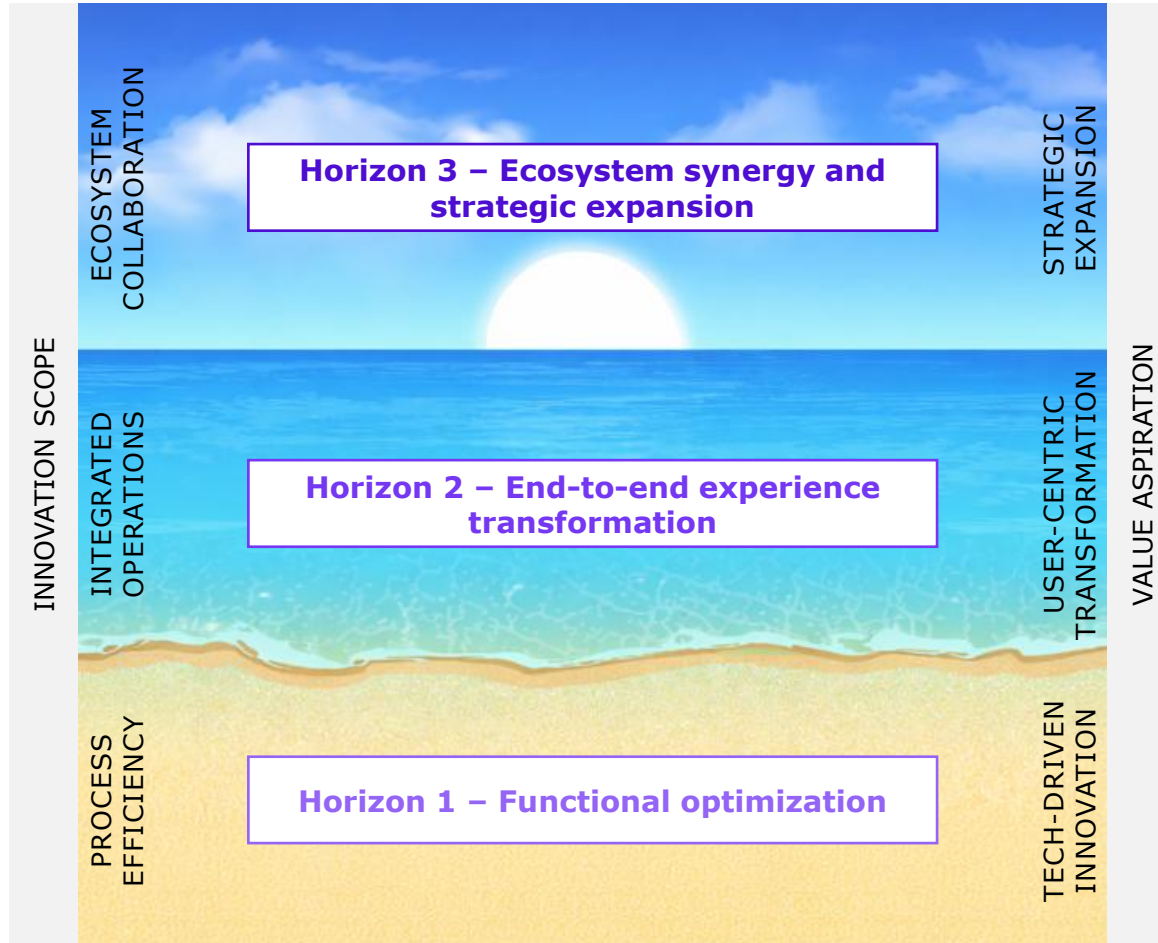 INNOVATION SCOPE
ECOSYSTEM
COLLABORATION
Horizon 3 – Ecosystem synergy and
strategic expansion
STRATEGIC
EXPANSION
INTEGRATED
OPERATIONS
Horizon 2 – End-to-end experience
transformation
USER-CENTRIC
TRANSFORMATION
PROCESS
EFFICIENCY
Horizon 1 – Functional optimization
TECH-DRIVEN
INNOVATION
VALUE ASPIRATION